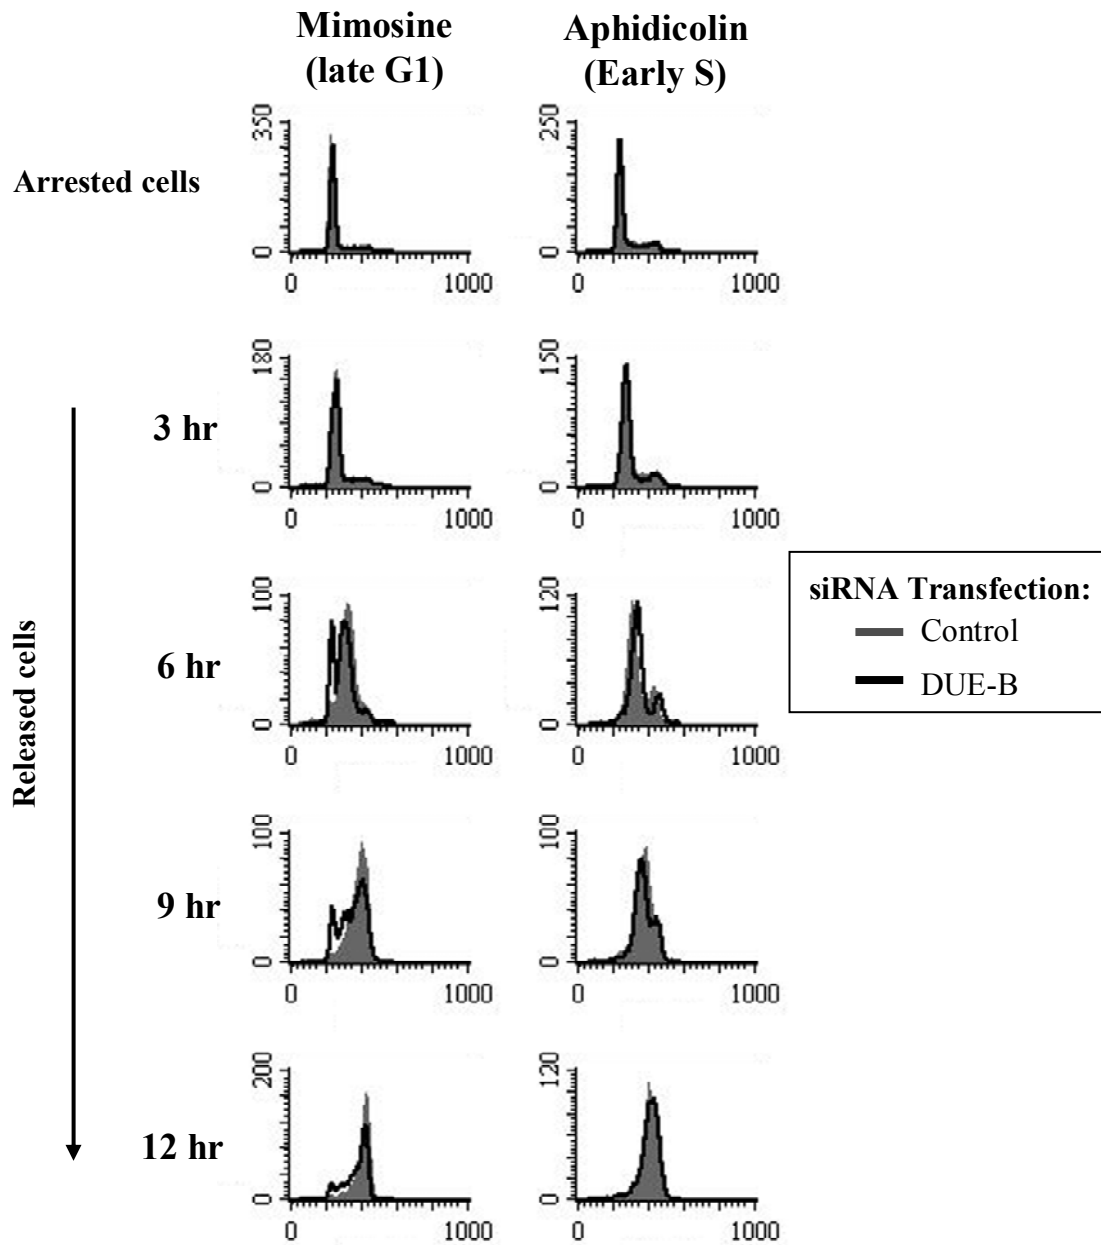 Mimosine
(late G1)
Aphidicolin
(Early S)
Arrested cells
350
0
0 1000
250
0
0 1000
3 hr
180
0
0 1000
150
0
0 1000
Released cells
6 hr
100
0
0 1000
120
0
0 1000
siRNA Transfection:
Control
DUE-B
9 hr
100
0
0 1000
100
0
0 1000
12 hr
200
0
0 1000
120
0
0 1000